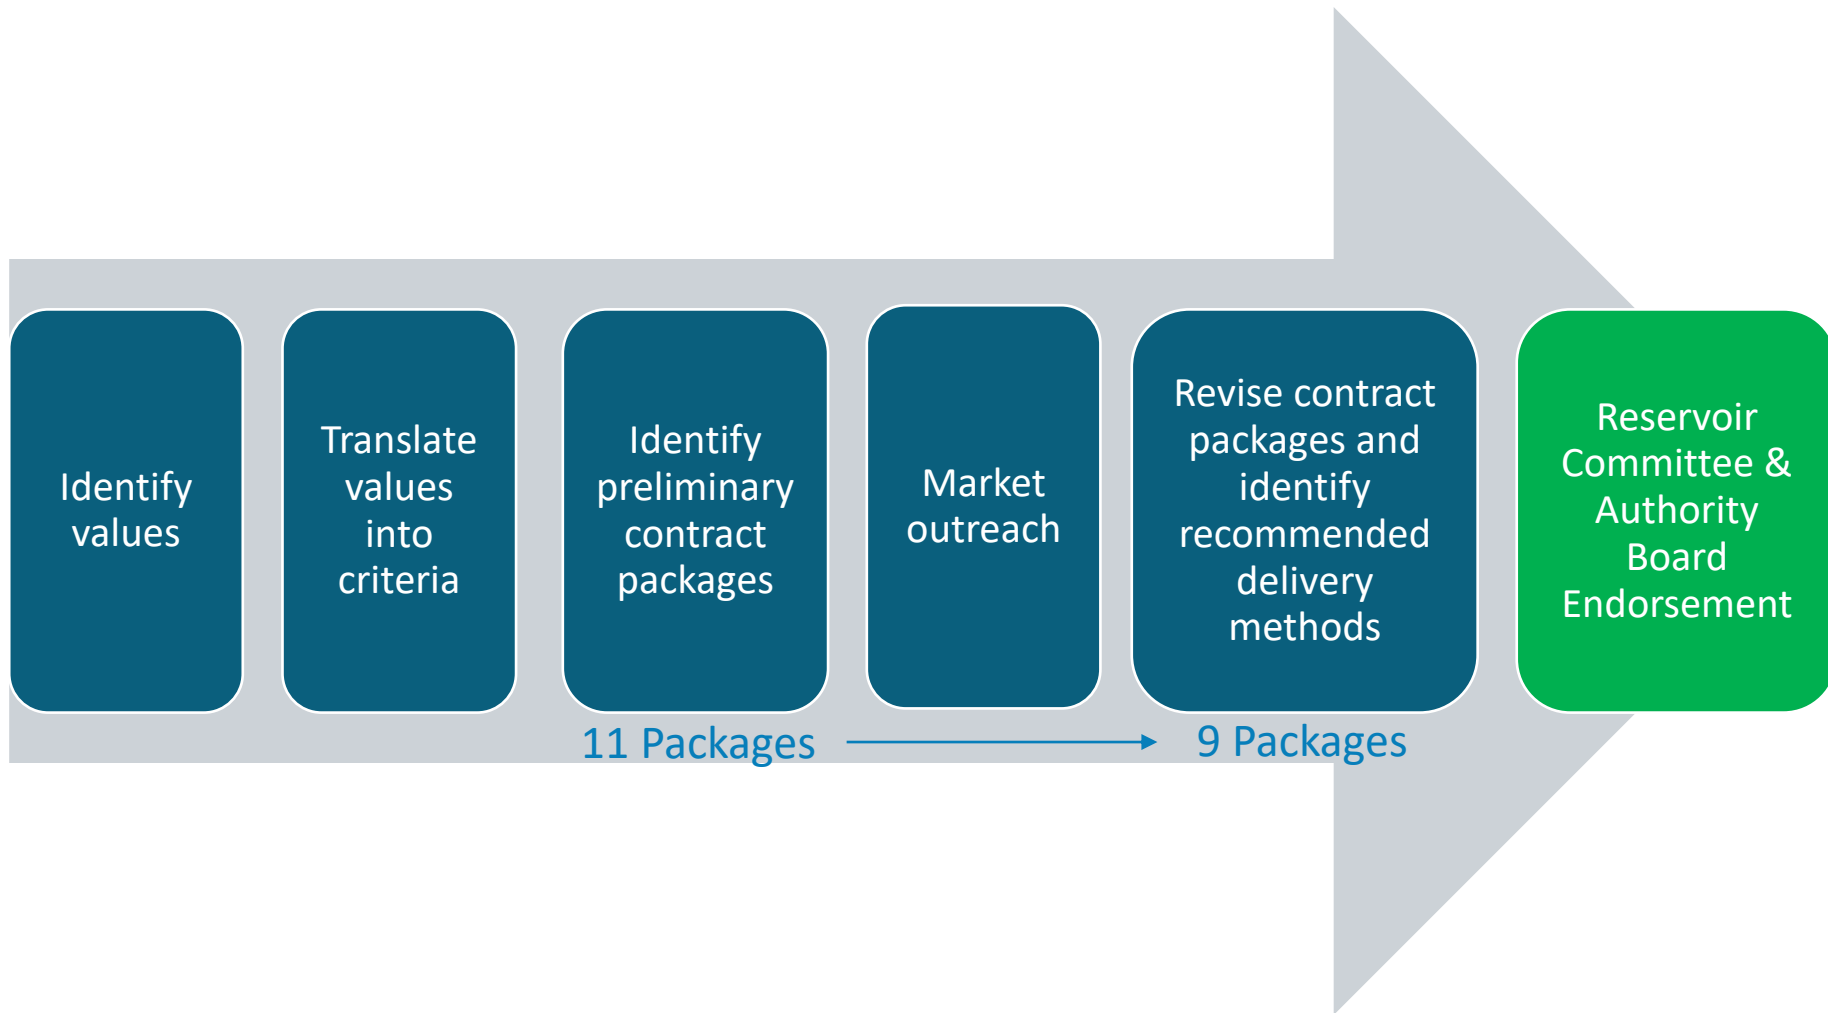 Identify
values
Translate
values
into
criteria
Identify
preliminary
contract
packages
Market
outreach
Revise contract
packages and
identify
recommended
delivery
methods
Reservoir
Committee &
Authority
Board
Endorsement
11 Packages
9 Packages